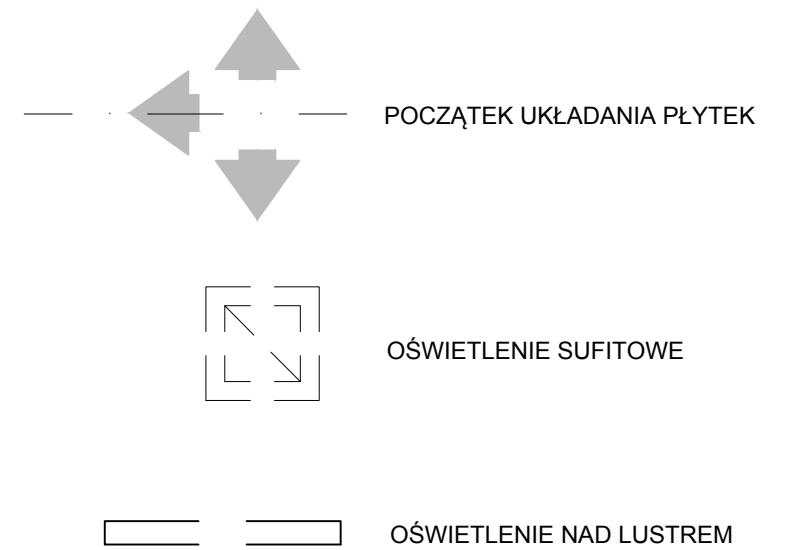 POCZĄTEK UKŁADANIA PŁYTEK
OŚWIETLENIE SUFITOWE
OŚWIETLENIE NAD LUSTREM